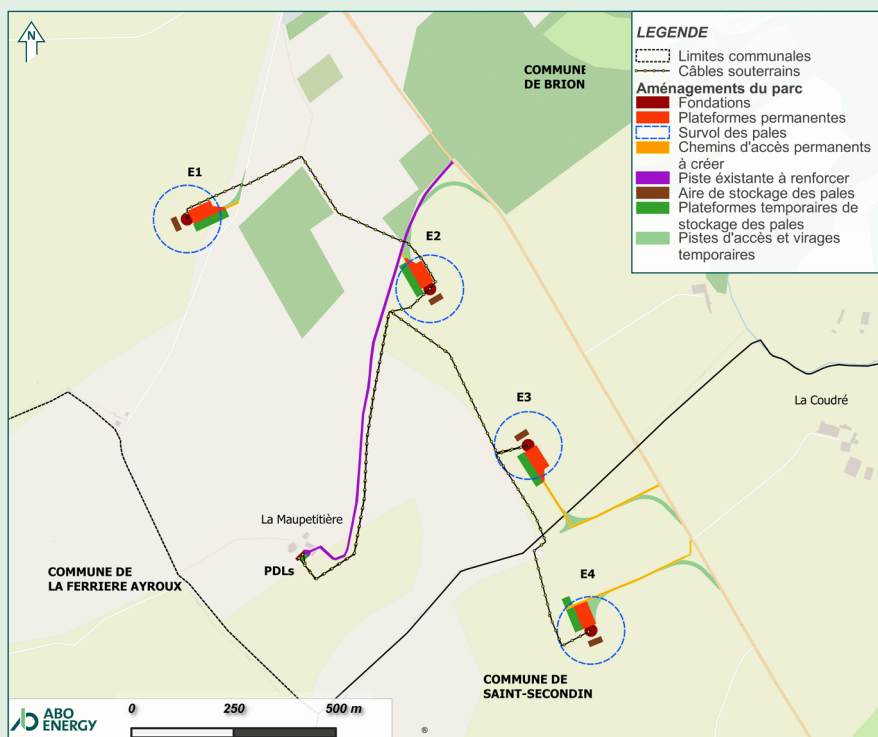 N
LEGENDE
Limites communales
Câbles souterrains
Aménagements du parc
Fondations
Plateformes permanentes
Survol des pales
Chemins d'accès permanents
à créer
Piste éxistante à renforcer
Aire de stockage des pales
Plateformes temporaires de
stockage des pales
Pistes d'accès et virages
temporaires
COMMUNE
DE BRION
E1
E2
E3
La Coudré
La Maupetitière
PDLs
COMMUNE DE
LA FERRIERE AYROUX
E4
COMMUNE DE
SAINT-SECONDIN
ABO
ENERGY
0 250 500 m
®